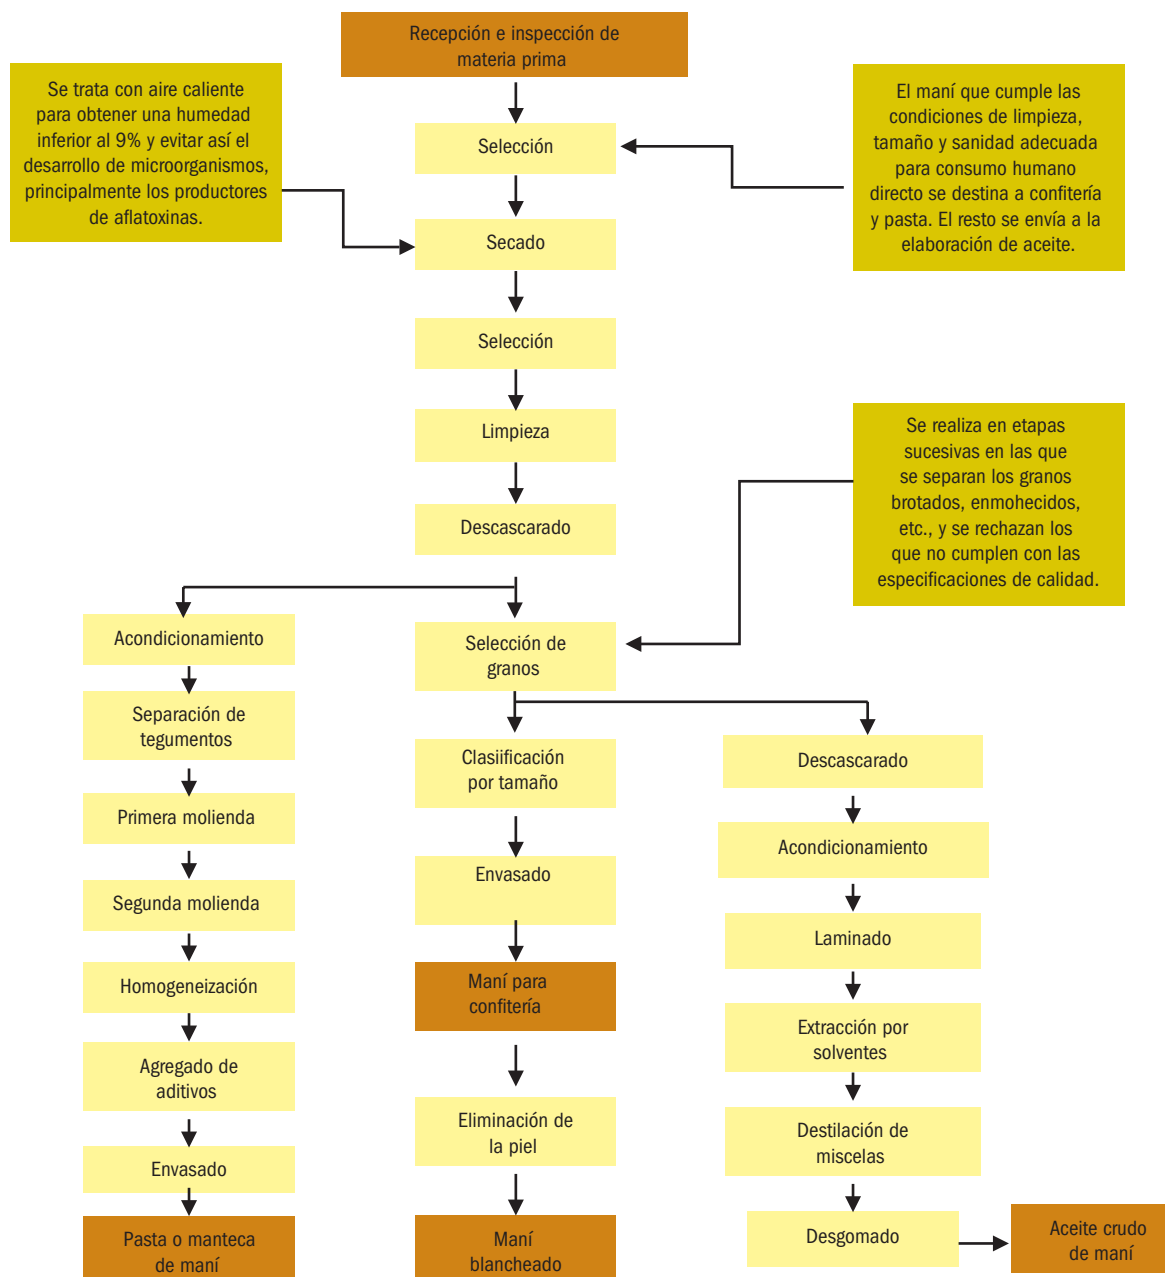 Recepción e inspección de
materia prima
Se trata con aire caliente
para obtener una humedad
inferior al 9% y evitar así el
desarrollo de microorganismos,
principalmente los productores
de aflatoxinas.
El maní que cumple las
condiciones de limpieza,
tamaño y sanidad adecuada
para consumo humano
directo se destina a confitería
y pasta. El resto se envía a la
elaboración de aceite.
Selección
Secado
Selección
Limpieza
Descascarado
Se realiza en etapas
sucesivas en las que
se separan los granos
brotados, enmohecidos,
etc., y se rechazan los
que no cumplen con las
especificaciones de calidad.
Acondicionamiento
Separación de
tegumentos
Primera molienda
Segunda molienda
Homogeneización
Agregado de
aditivos
Envasado
Pasta o manteca
de maní
Selección de
granos
Clasiificación
por tamaño
Envasado
Maní para
confitería
Eliminación de
la piel
Maní
blancheado
Descascarado
Acondicionamiento
Laminado
Extracción por
solventes
Destilación de
miscelas
Desgomado
Aceite crudo
de maní